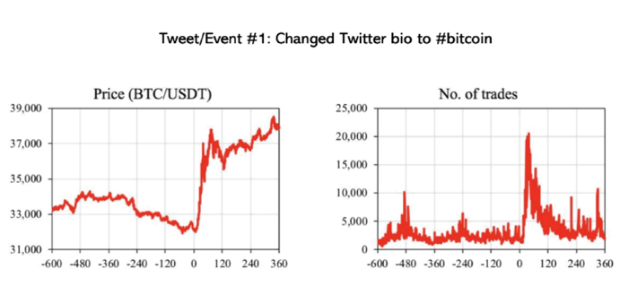 Tweet/Event #1: Changed Twitter bio to #bitcoin
Price (BTC/USDT)
39,000
37,000
35,000
33,000
31,000
-600 -480 -360 -240 -120 0 120 240 360
No. of trades
25,000
20,000
15,000
10,000
5,000
0
-600 -480 -360 -240 -120 0 120 240 360